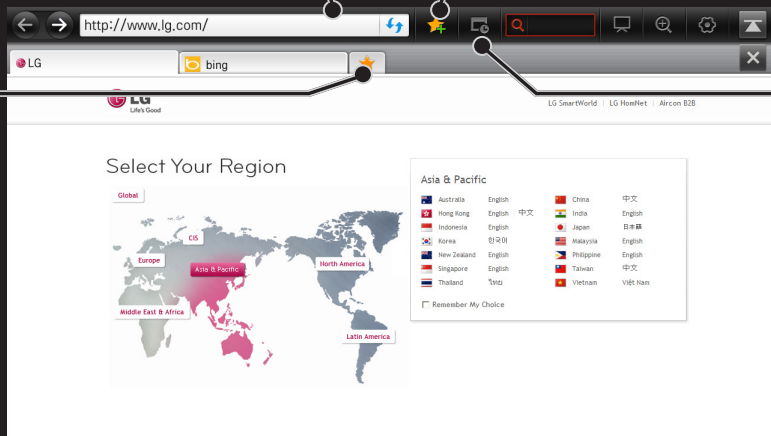 http://www.lg.com/
LG
bing
LG
Life's Good
LG SmartWorld | LG HomNet | Aircon B2B
Select Your Region
Global
CIS
Europe
Asia & Pacific
North America
Middle East & Africa
Latin America
Asia & Pacific
Australia English China 中文
Hong Kong English | 中文 India English
Indonesia English Japan 日本語
Korea 한국어 Malaysia English
New Zealand English Philippine English
Singapore English Taiwan 中文
Thailand ไทย Vietnam Việt Nam
Remember My Choice